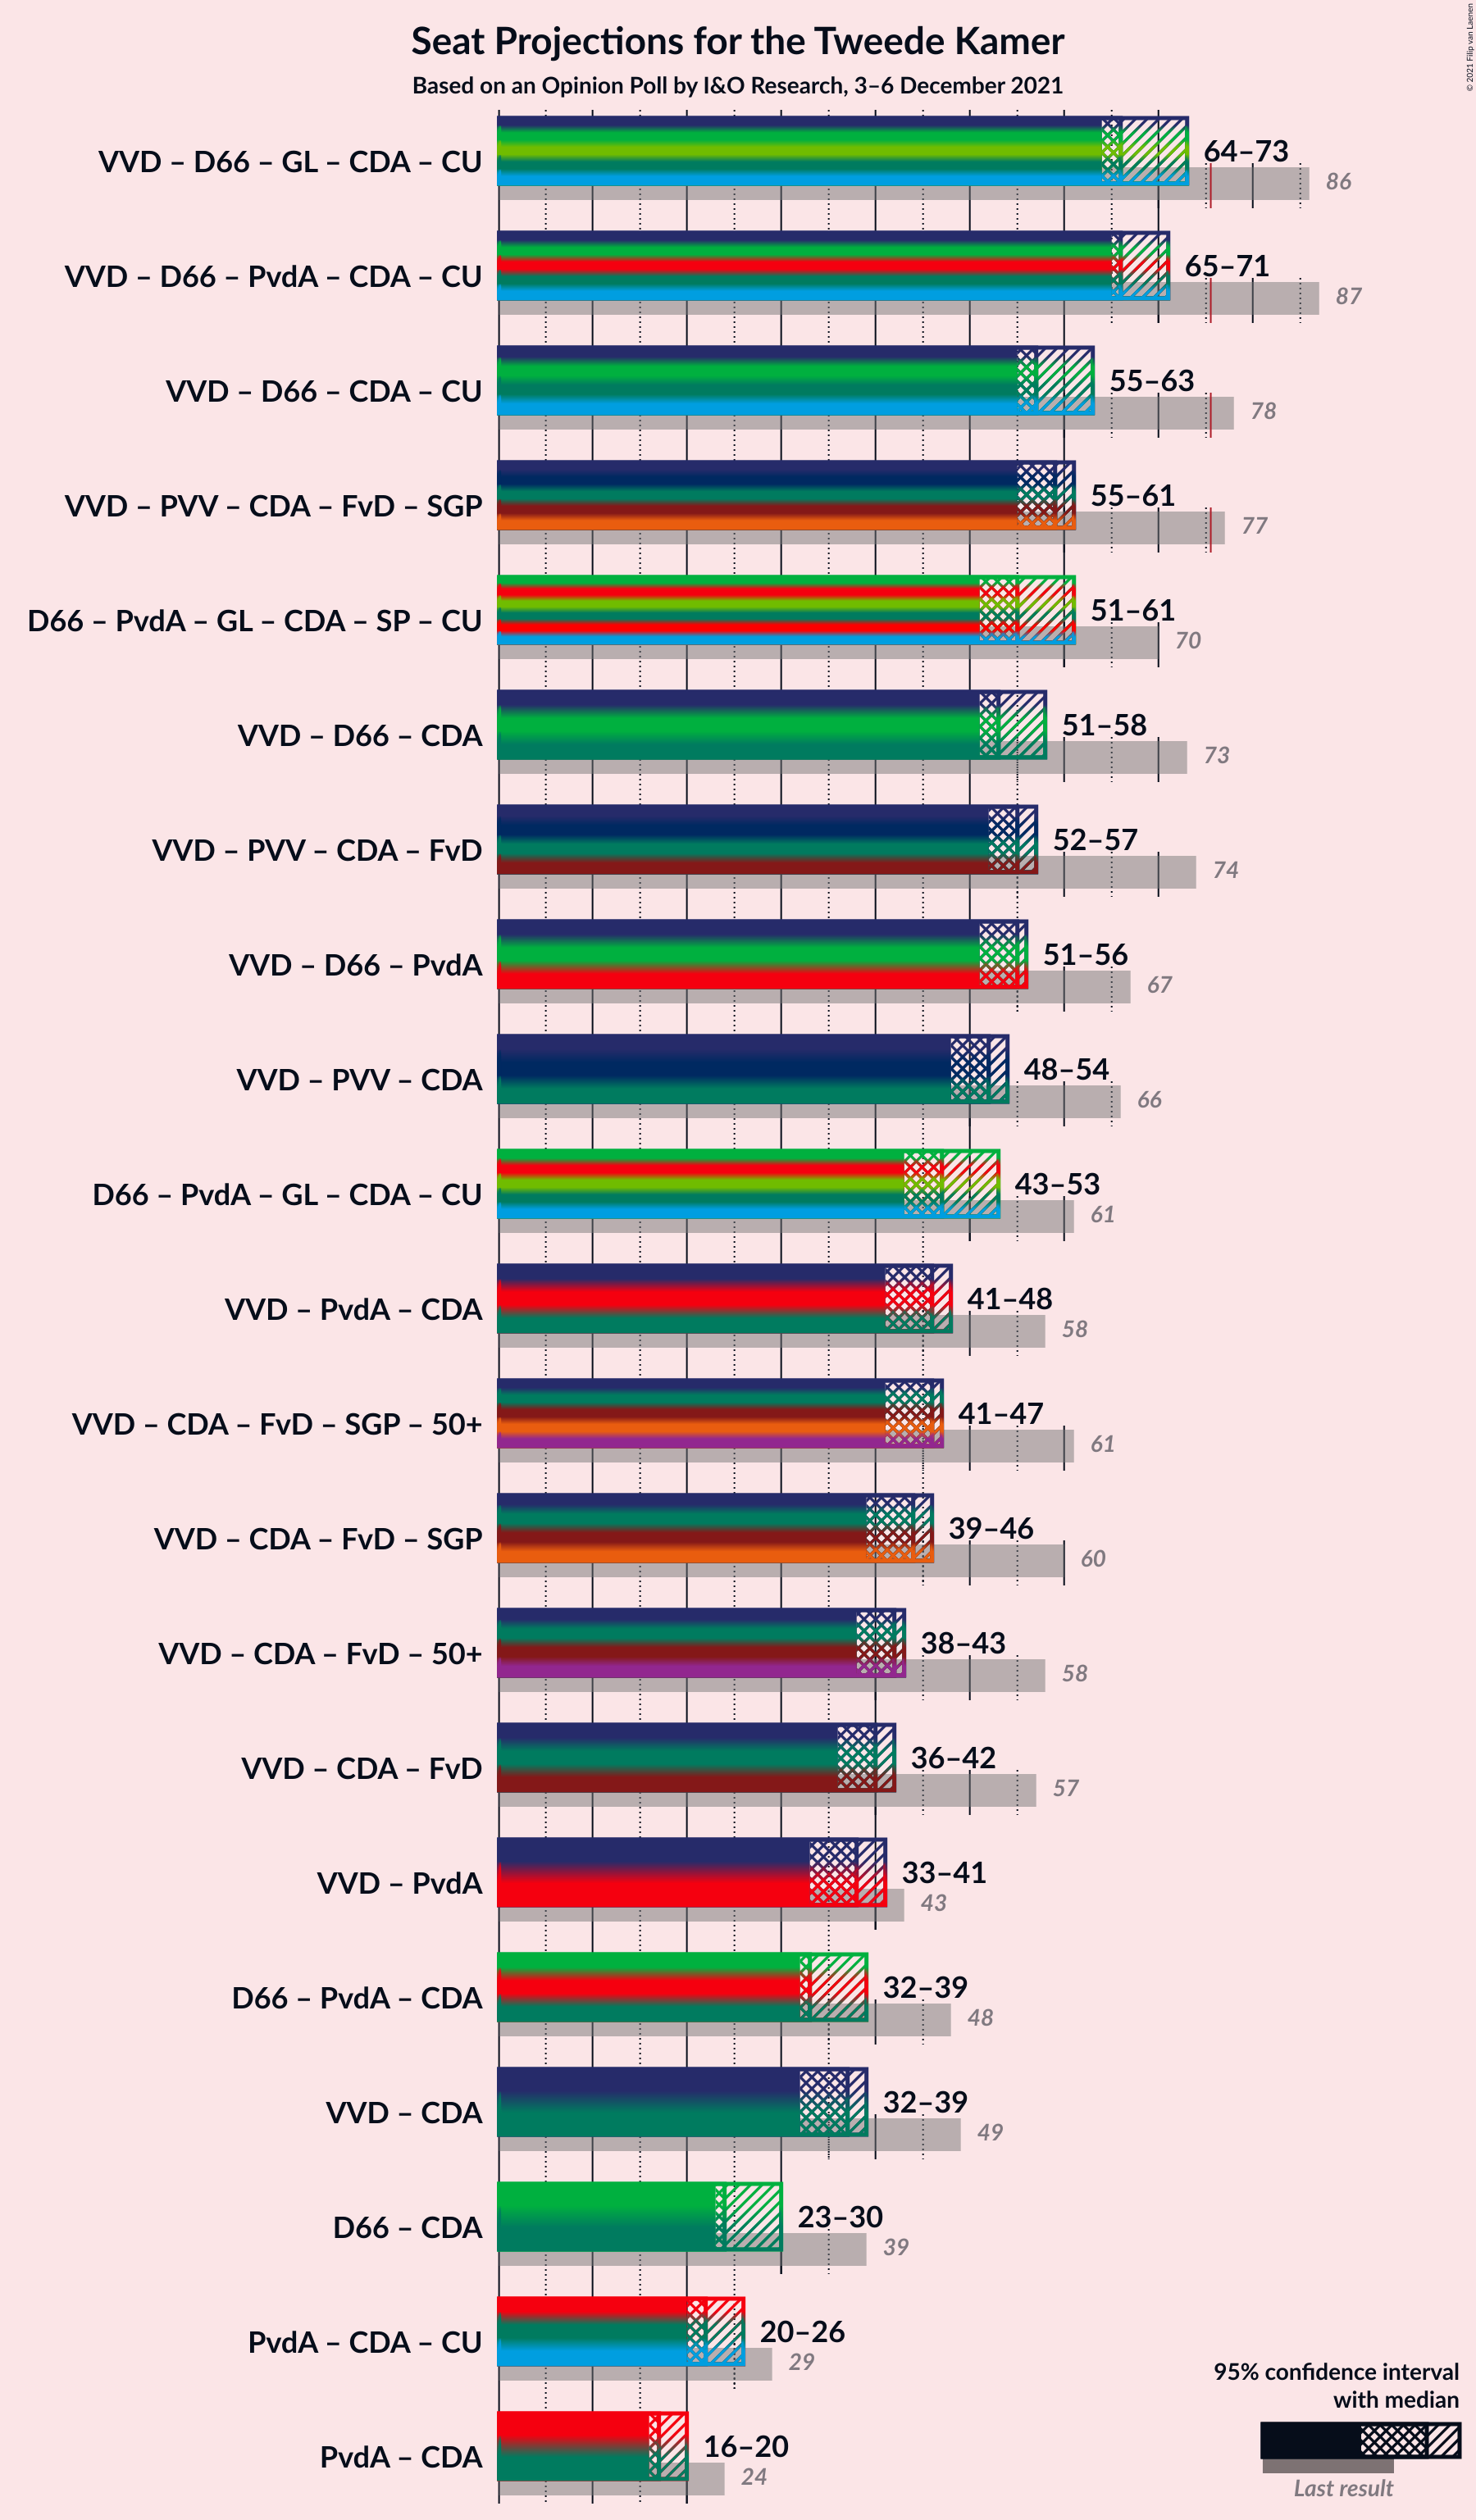 Seat Projections for the Tweede Kamer
Based on an Opinion Poll by I&O Research, 3–6 December 2021
© 2021 Filip van Laenen
VVD – D66 – GL – CDA – CU
64–73
86
VVD – D66 – PvdA – CDA – CU
65–71
87
VVD – D66 – CDA – CU
55–63
78
VVD – PVV – CDA – FvD – SGP
55–61
77
D66 – PvdA – GL – CDA – SP – CU
51–61
70
VVD – D66 – CDA
51–58
73
VVD – PVV – CDA – FvD
52–57
74
VVD – D66 – PvdA
51–56
67
VVD – PVV – CDA
48–54
66
D66 – PvdA – GL – CDA – CU
43–53
61
VVD – PvdA – CDA
41–48
58
VVD – CDA – FvD – SGP – 50+
41–47
61
VVD – CDA – FvD – SGP
39–46
60
VVD – CDA – FvD – 50+
38–43
58
VVD – CDA – FvD
36–42
57
VVD – PvdA
33–41
43
D66 – PvdA – CDA
32–39
48
VVD – CDA
32–39
49
D66 – CDA
23–30
39
PvdA – CDA – CU
20–26
29
PvdA – CDA
16–20
24
95% confidence interval
with median
Last result